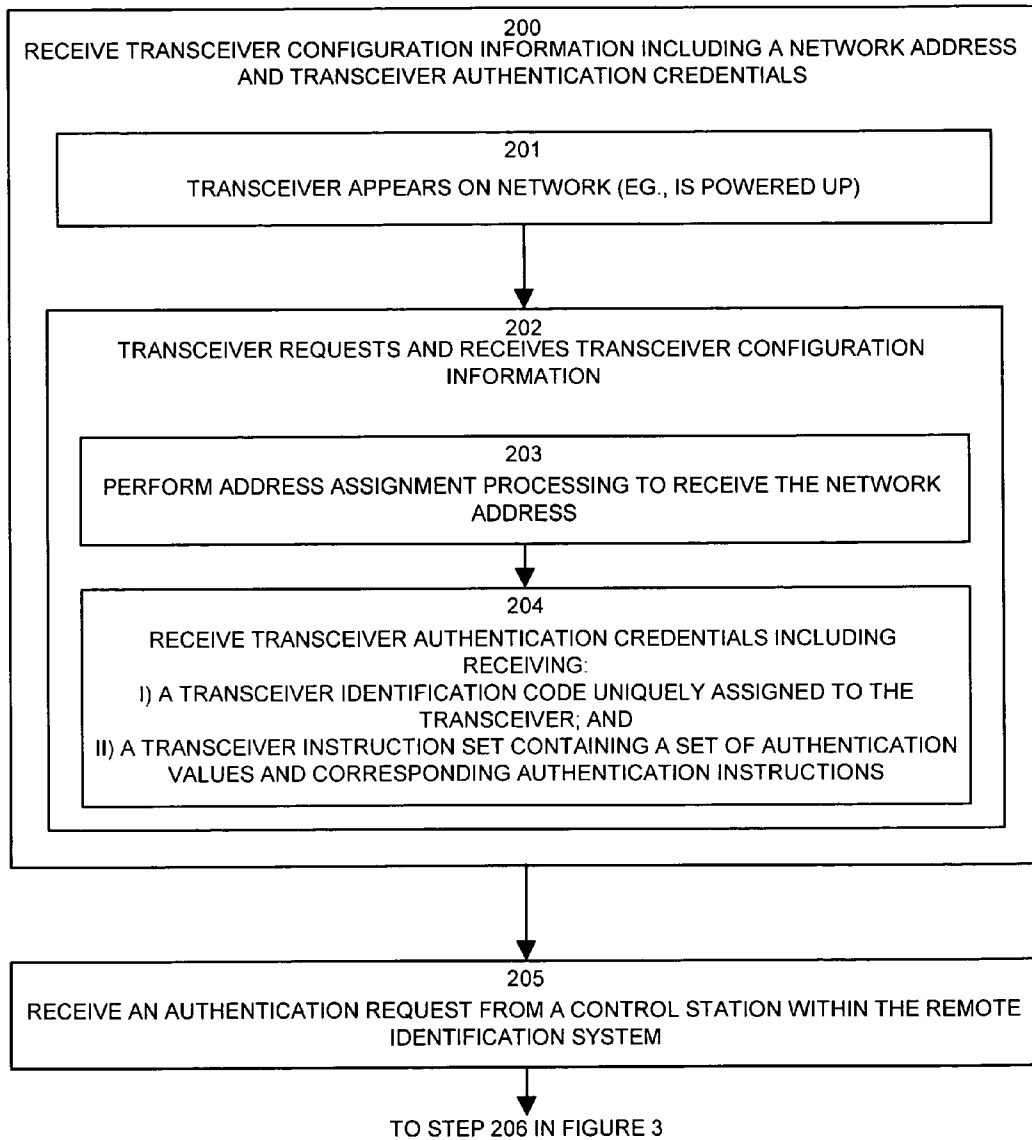 200
RECEIVE TRANSCEIVER CONFIGURATION INFORMATION INCLUDING A NETWORK ADDRESS
AND TRANSCEIVER AUTHENTICATION CREDENTIALS
201
TRANSCEIVER APPEARS ON NETWORK (EG., IS POWERED UP)
202
TRANSCEIVER REQUESTS AND RECEIVES TRANSCEIVER CONFIGURATION
INFORMATION
203
PERFORM ADDRESS ASSIGNMENT PROCESSING TO RECEIVE THE NETWORK
ADDRESS
204
RECEIVE TRANSCEIVER AUTHENTICATION CREDENTIALS INCLUDING
RECEIVING:
I) A TRANSCEIVER IDENTIFICATION CODE UNIQUELY ASSIGNED TO THE
TRANSCEIVER; AND
II) A TRANSCEIVER INSTRUCTION SET CONTAINING A SET OF AUTHENTICATION
VALUES AND CORRESPONDING AUTHENTICATION INSTRUCTIONS
205
RECEIVE AN AUTHENTICATION REQUEST FROM A CONTROL STATION WITHIN THE REMOTE
IDENTIFICATION SYSTEM
TO STEP 206 IN FIGURE 3